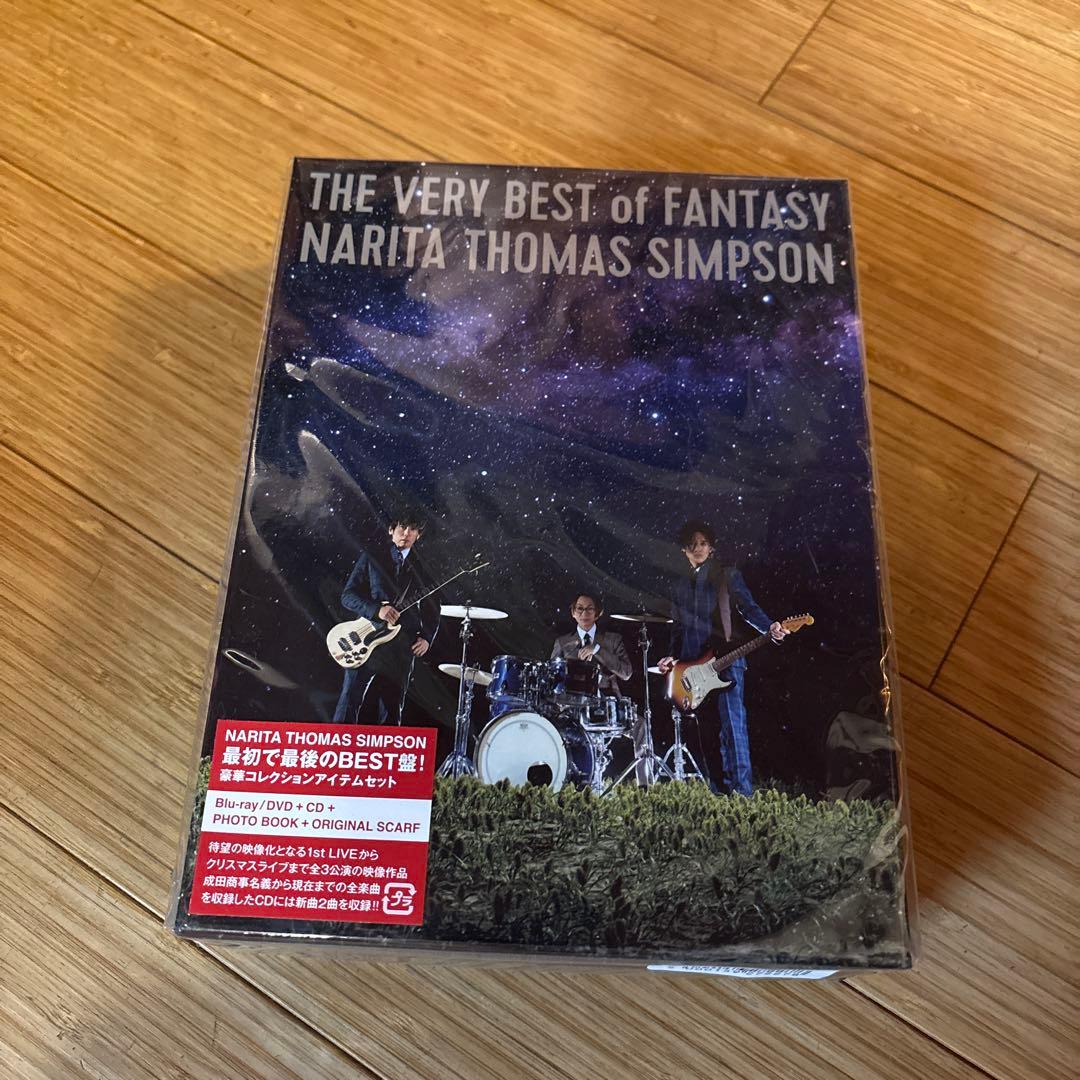 THE VERY BEST of FANTASY
NARITA THOMAS SIMPSON
NARITA THOMAS SIMPSON
最初で最後のBEST盤!
豪華コレクションアイテムセット
Blu-ray/DVD+CD+
PHOTO BOOK+ORIGINAL SCARF
待望の映像化となる1st LIVEから
クリスマスライブまで全3公演の映像作品
成田商事名義から現在までの全楽曲
を収録したCDには新曲2曲を収録!!
プラ